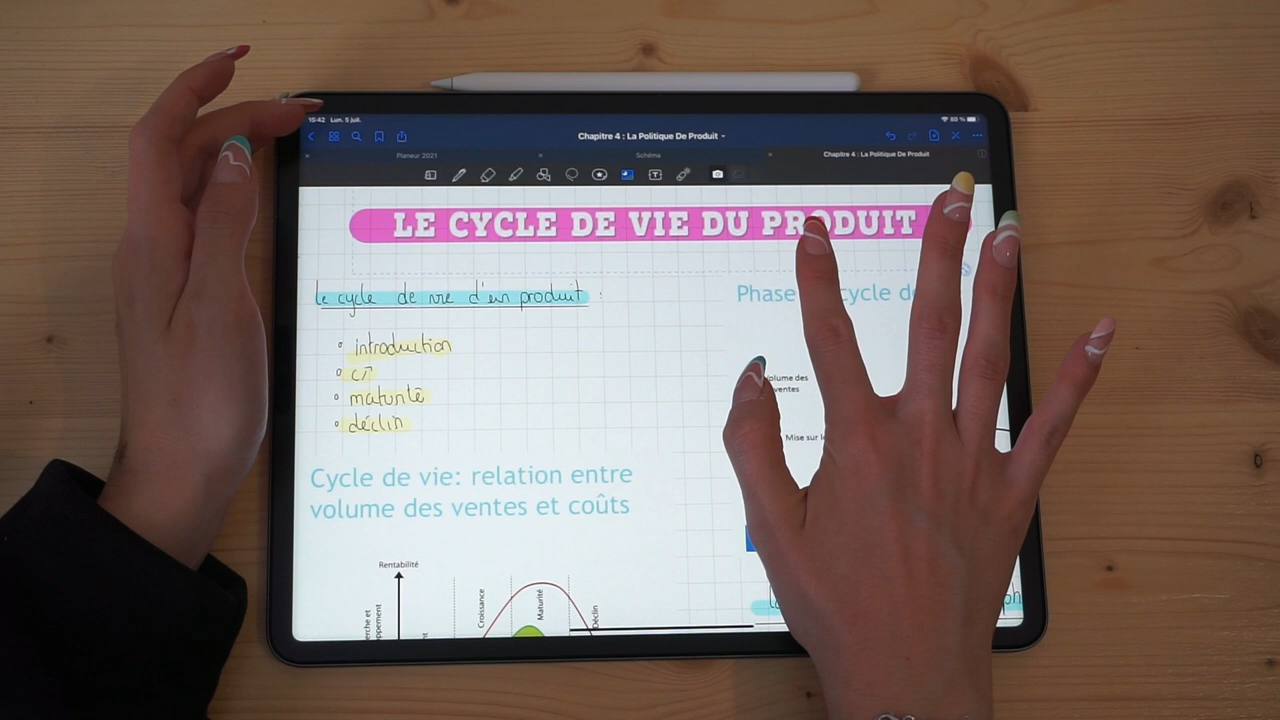 15:42 Lun. 5 juil.
80 %
Chapitre 4 : La Politique De Produit
Planeur 2021
Schéma
Chapitre 4 : La Politique De Produit
LE CYCLE DE VIE DU PRODUIT
le cycle de vie d'un produit :
introduction
maturité
déclin
Phase cycle
Volume des
ventes
Mise sur
Cycle de vie: relation entre
volume des ventes et coûts
Rentabilité
Croissance
Maturité
Déclin